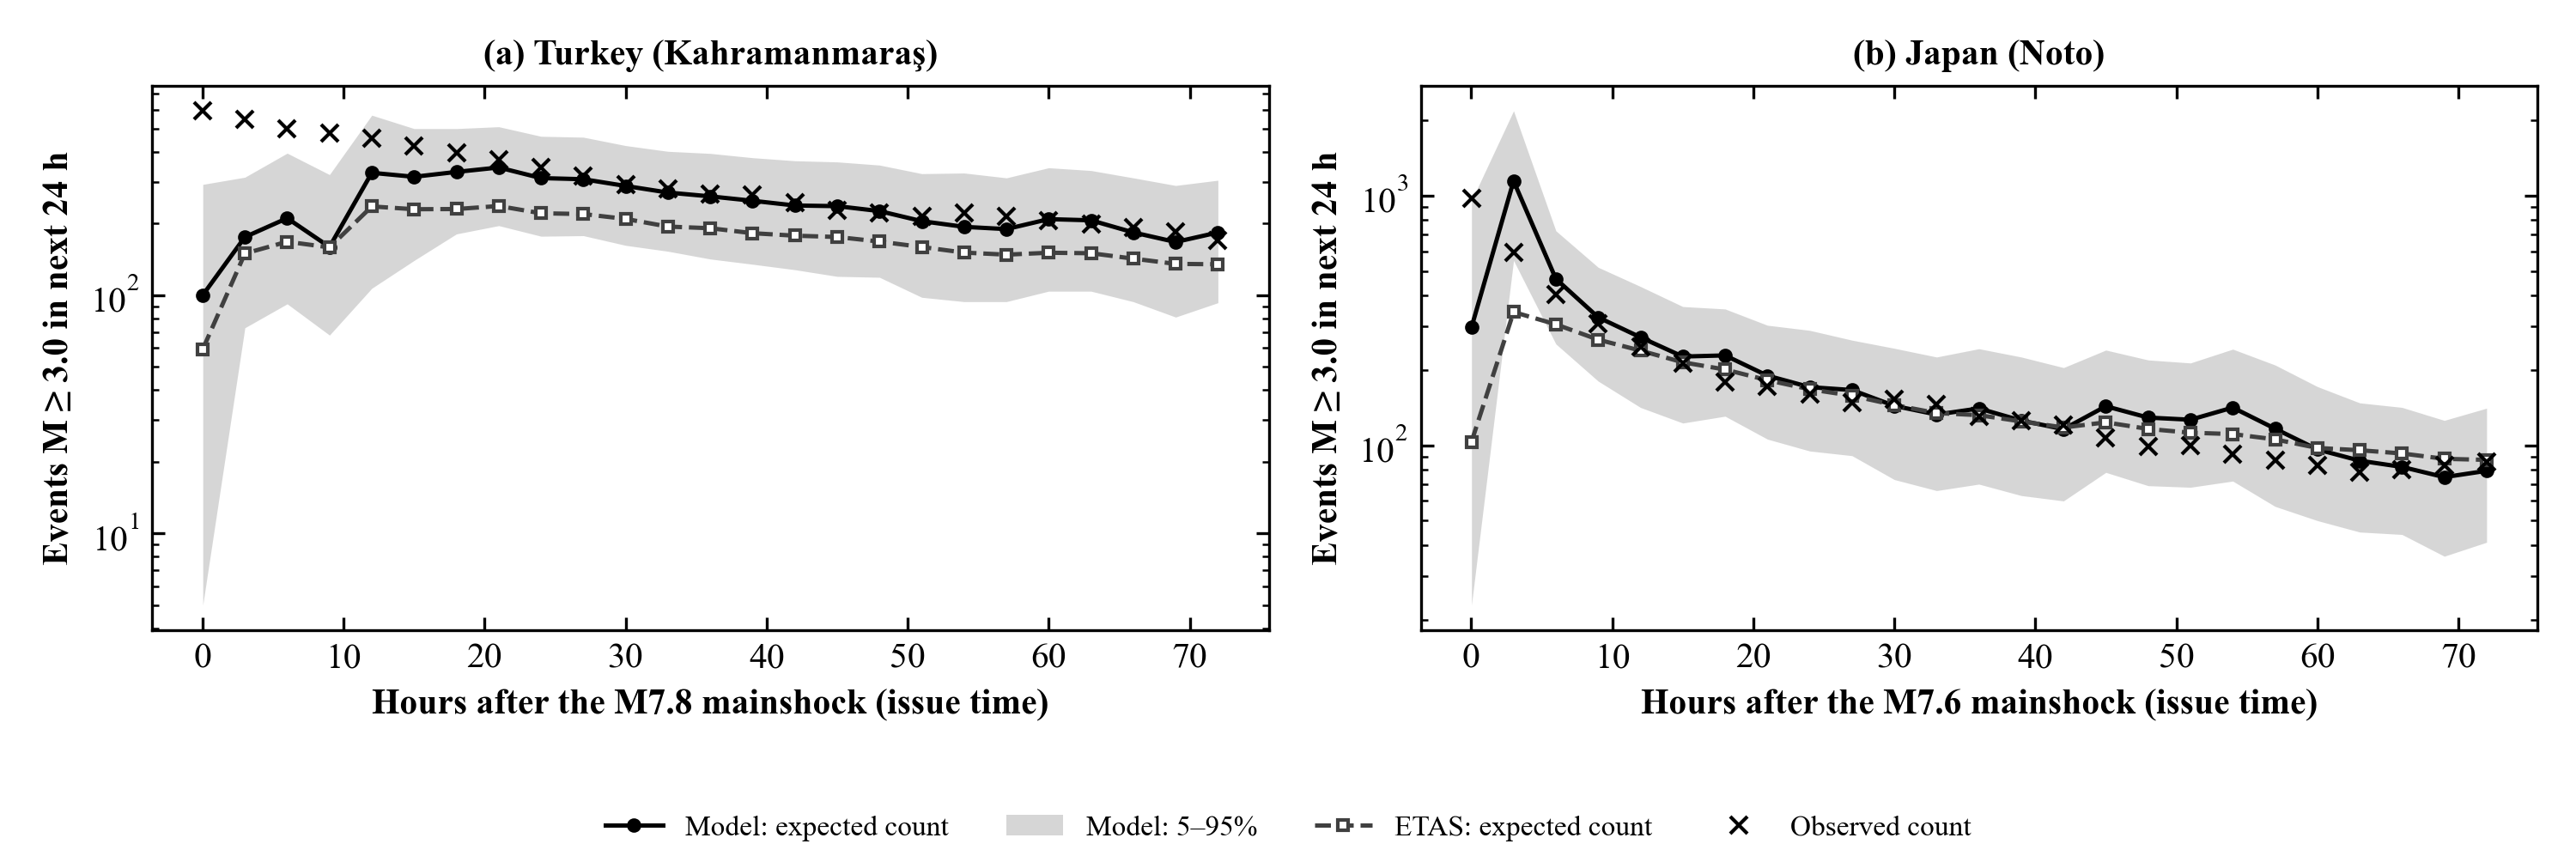 (a) Turkey (Kahramanmaraş)
Events M ≥ 3.0 in next 24 h
10²
10¹
0 10 20 30 40 50 60 70
Hours after the M7.8 mainshock (issue time)
(b) Japan (Noto)
Events M ≥ 3.0 in next 24 h
10³
10²
0 10 20 30 40 50 60 70
Hours after the M7.6 mainshock (issue time)
Model: expected count Model: 5–95% ETAS: expected count Observed count